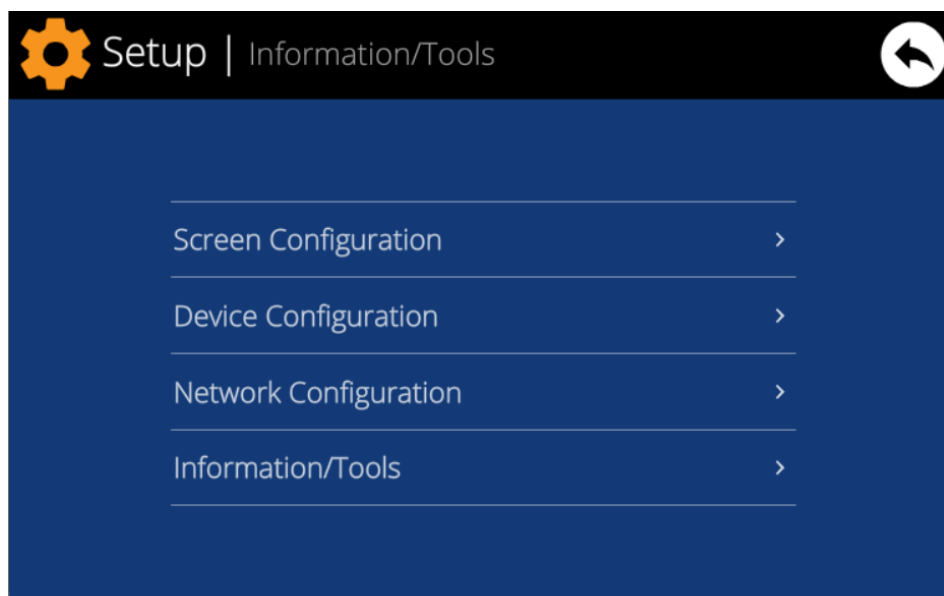 Setup | Information/Tools
Screen Configuration
Device Configuration
Network Configuration
Information/Tools